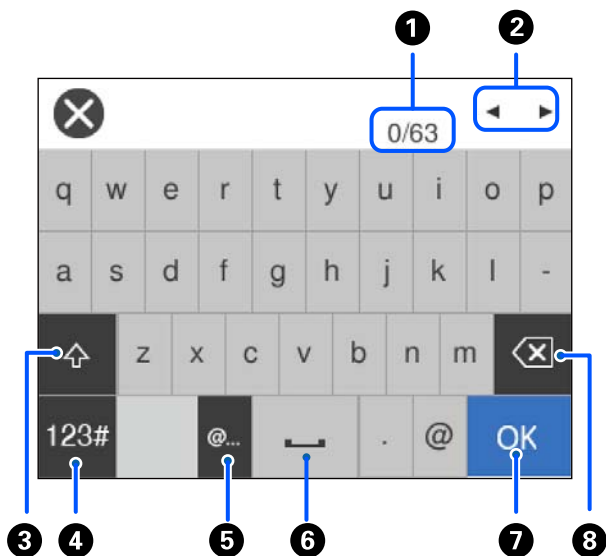 1 2
0/63
q w e r t y u i o p
a s d f g h j k l -
z x c v b n m
123# @... . @ OK
3 4 5 6 7 8